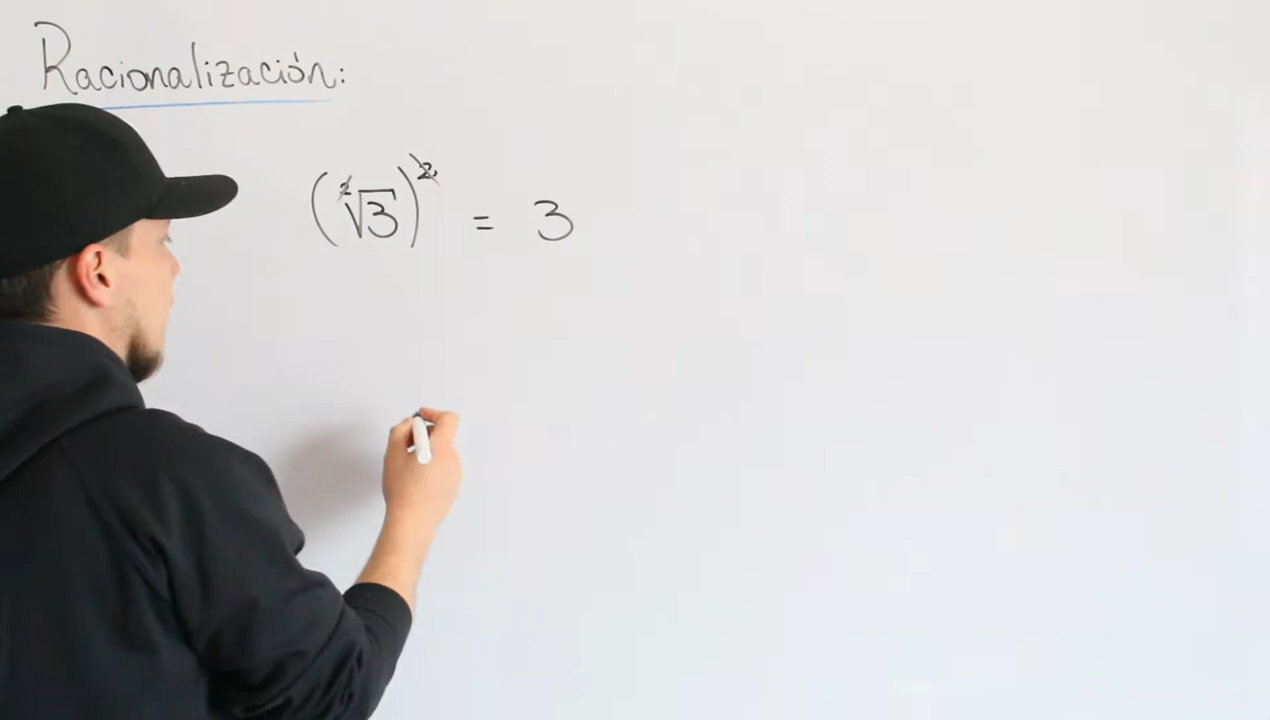 Racionalización:
(²√3)² = 3